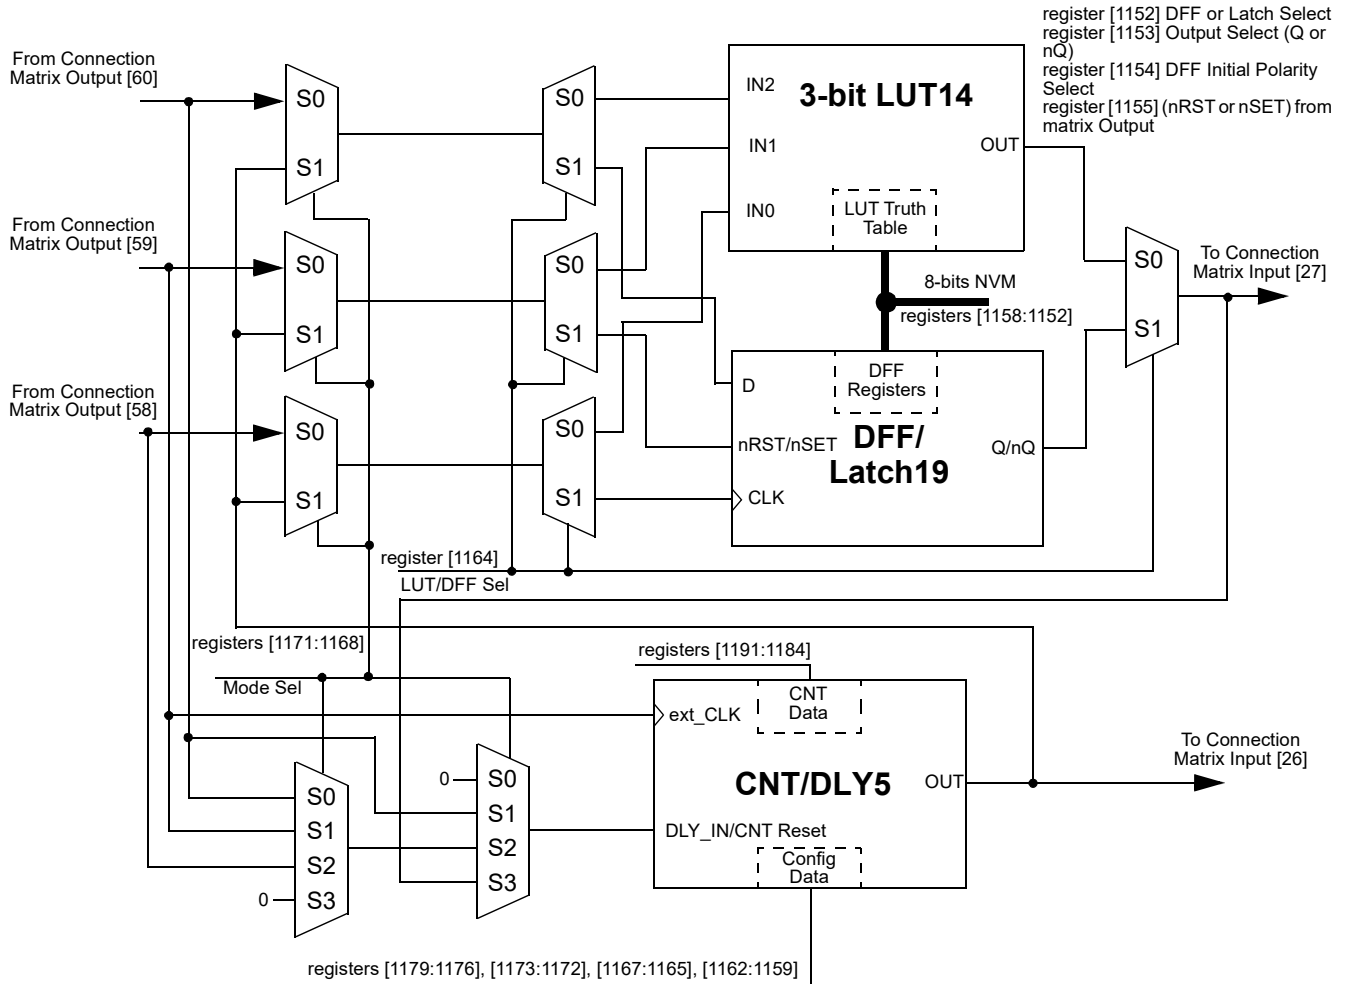 register [1152] DFF or Latch Select
register [1153] Output Select (Q or
nQ)
register [1154] DFF Initial Polarity
Select
register [1155] (nRST or nSET) from
matrix Output
From Connection
Matrix Output [60]
S0
S1
S0
S1
IN2
3-bit LUT14
IN1
OUT
IN0
LUT Truth
Table
From Connection
Matrix Output [59]
S0
S1
S0
S1
8-bits NVM
registers [1158:1152]
S0
S1
To Connection
Matrix Input [27]
From Connection
Matrix Output [58]
S0
S1
S0
S1
D
DFF
Registers
nRST/nSET
DFF/
Latch19
Q/nQ
CLK
register [1164]
LUT/DFF Sel
registers [1171:1168]
Mode Sel
registers [1191:1184]
ext_CLK
CNT
Data
CNT/DLY5
OUT
To Connection
Matrix Input [26]
DLY_IN/CNT Reset
Config
Data
S0
S1
S2
0
S3
0
S0
S1
S2
S3
registers [1179:1176], [1173:1172], [1167:1165], [1162:1159]